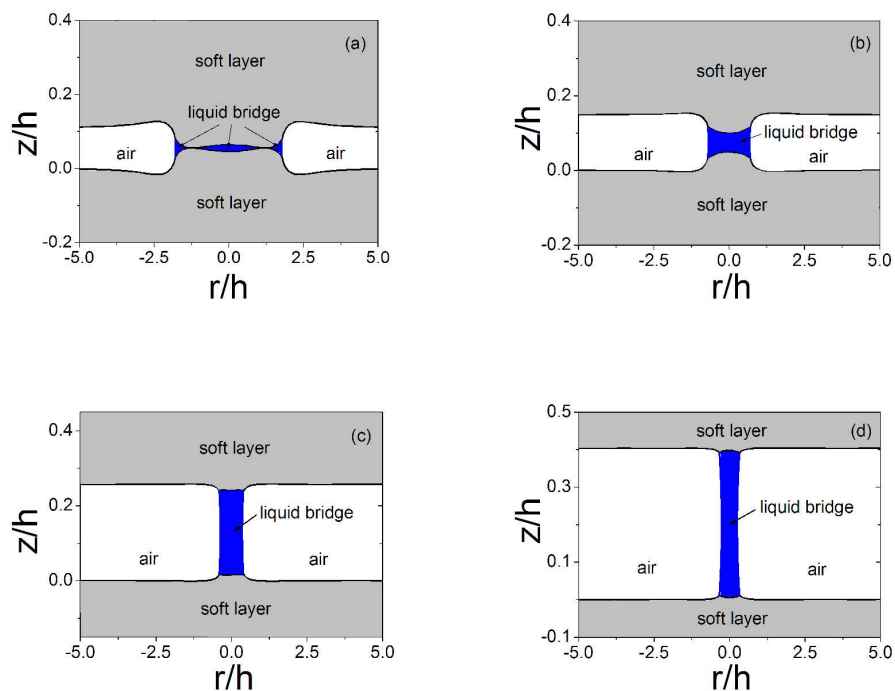 0.4
(a)
soft layer
0.2
liquid bridge
z/h
air
air
0.0
soft layer
-0.2
-5.0 -2.5 0.0 2.5 5.0
r/h
0.4
(b)
soft layer
0.2
z/h
liquid bridge
air
air
0.0
soft layer
-0.2
-5.0 -2.5 0.0 2.5 5.0
r/h
0.4
(c)
soft layer
0.2
z/h
liquid bridge
air
air
0.0
soft layer
-5.0 -2.5 0.0 2.5 5.0
r/h
0.5
(d)
soft layer
0.3
z/h
liquid bridge
air
air
0.1
soft layer
-0.1
-5.0 -2.5 0.0 2.5 5.0
r/h